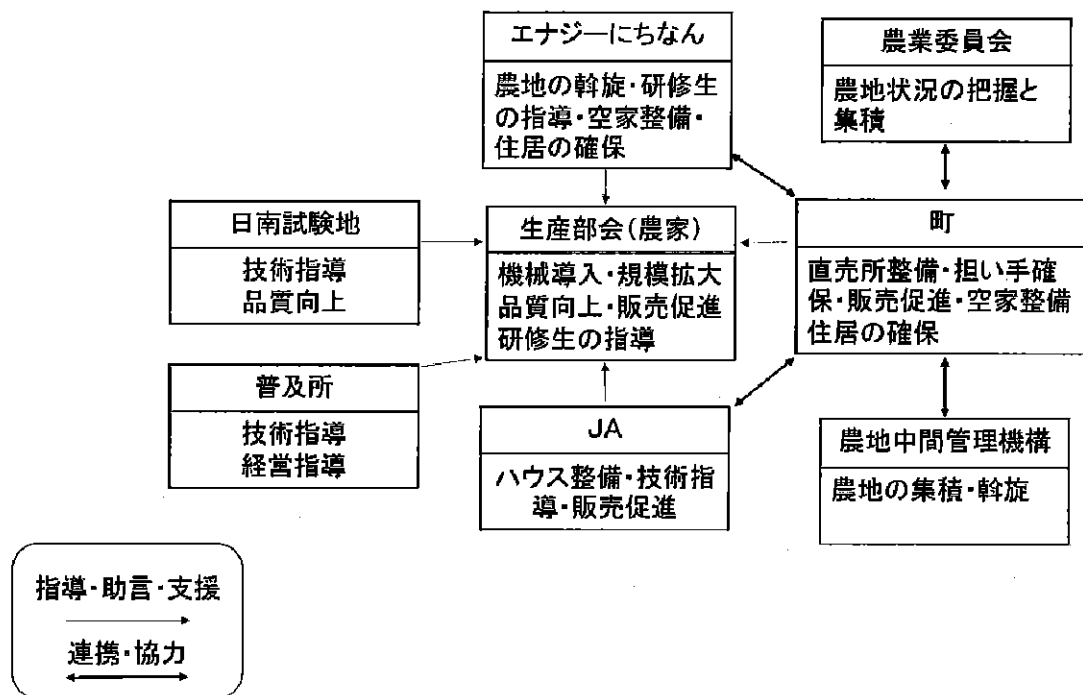 エナジーにちなん
農地の斡旋・研修生
の指導・空家整備・
住居の確保
農業委員会
農地状況の把握と
集積
日南試験地
技術指導
品質向上
生産部会(農家)
機械導入・規模拡大
品質向上・販売促進
研修生の指導
町
直売所整備・担い手確
保・販売促進・空家整備
住居の確保
普及所
技術指導
経営指導
JA
ハウス整備・技術指
導・販売促進
農地中間管理機構
農地の集積・斡旋
指導・助言・支援
連携・協力